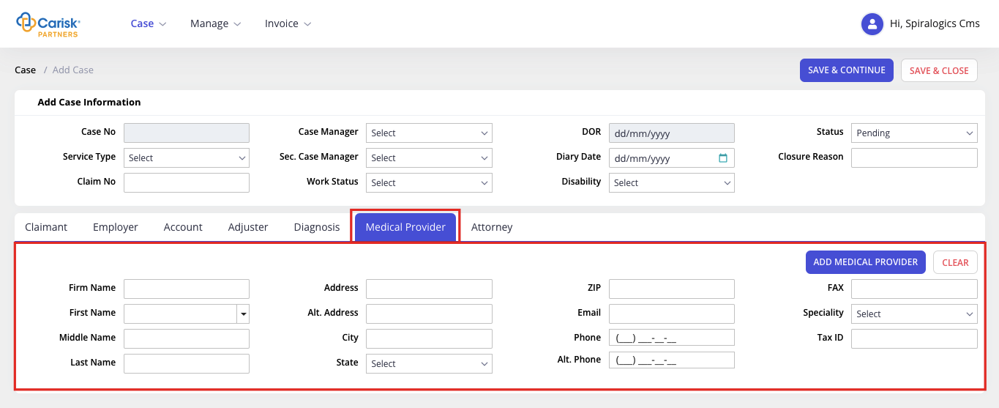 Carisk
PARTNERS
Case Manage Invoice Hi, Spiralogics Cms
Case / Add Case SAVE & CONTINUE SAVE & CLOSE
Add Case Information
Case No Case Manager Select DOR dd/mm/yyyy Status Pending
Service Type Select Sec. Case Manager Select Diary Date dd/mm/yyyy Closure Reason
Claim No Work Status Select Disability Select
Claimant Employer Account Adjuster Diagnosis Medical Provider Attorney
ADD MEDICAL PROVIDER CLEAR
Firm Name Address ZIP FAX
First Name Alt. Address Email Speciality Select
Middle Name City Phone (___) ___-__-__ Tax ID
Last Name State Select Alt. Phone (___) ___-__-__